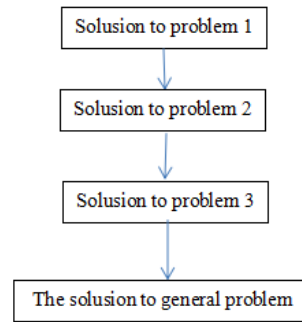 Solusion to problem 1
Solusion to problem 2
Solusion to problem 3
The solusion to general problem